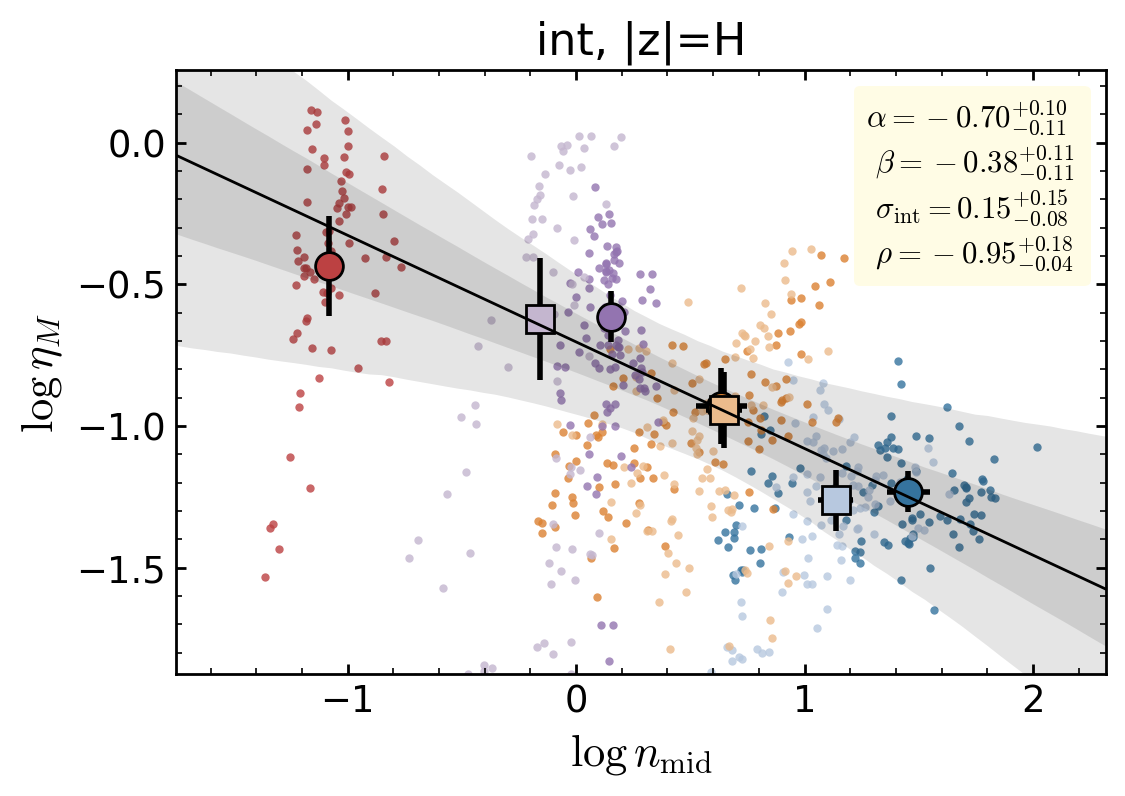 int, |z|=H
α = −0.70+0.10−0.11
β = −0.38+0.11−0.11
σint = 0.15+0.15−0.08
ρ = −0.95+0.18−0.04
0.0
−0.5
−1.0
−1.5
log ηM
−1 0 1 2
log nmid